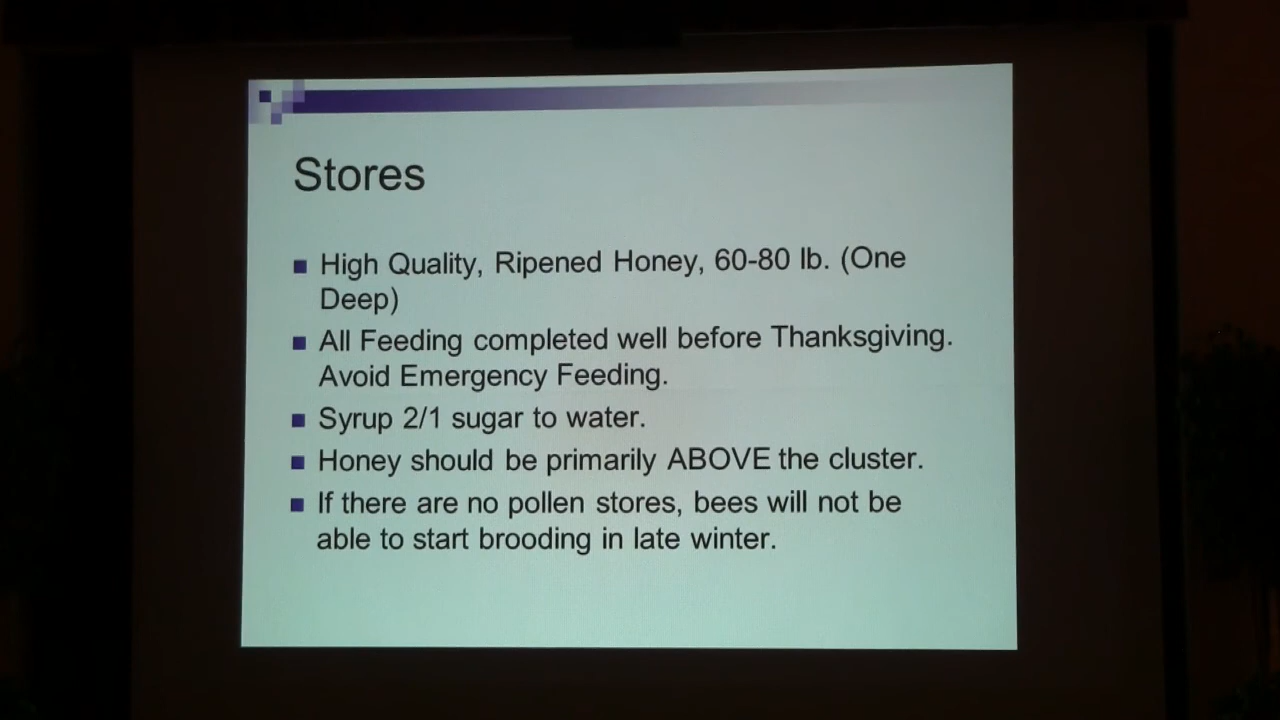 Stores
High Quality, Ripened Honey, 60-80 lb. (One
Deep)
All Feeding completed well before Thanksgiving.
Avoid Emergency Feeding.
Syrup 2/1 sugar to water.
Honey should be primarily ABOVE the cluster.
If there are no pollen stores, bees will not be
able to start brooding in late winter.